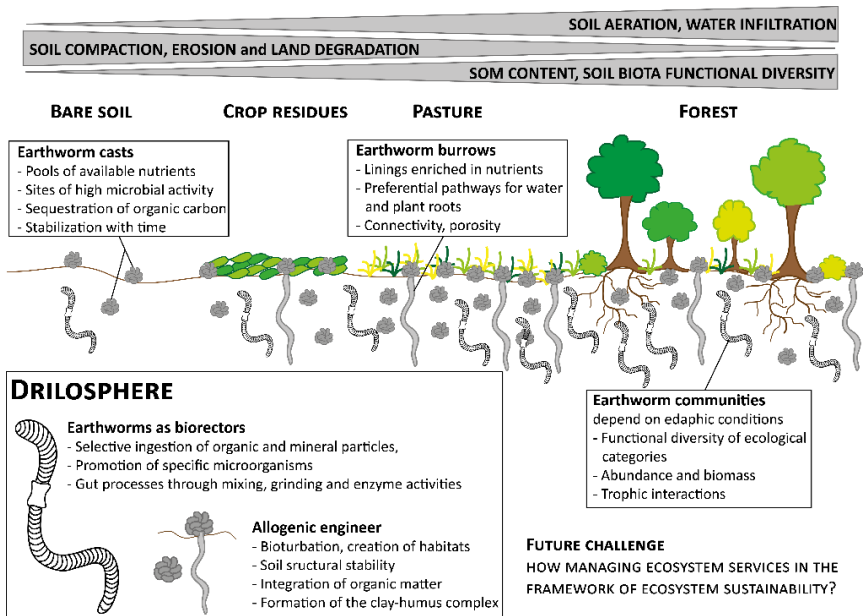 SOIL AERATION, WATER INFILTRATION
SOIL COMPACTION, EROSION and LAND DEGRADATION
SOM CONTENT, SOIL BIOTA FUNCTIONAL DIVERSITY
BARE SOIL
CROP RESIDUES
PASTURE
FOREST
Earthworm casts
- Pools of available nutrients
- Sites of high microbial activity
- Sequestration of organic carbon
- Stabilization with time
Earthworm burrows
- Linings enriched in nutrients
- Preferential pathways for water
and plant roots
- Connectivity, porosity
DRILOSPHERE
Earthworms as biorectors
- Selective ingestion of organic and mineral particles,
- Promotion of specific microorganisms
- Gut processes through mixing, grinding and enzyme activities
Allogenic engineer
- Bioturbation, creation of habitats
- Soil sructural stability
- Integration of organic matter
- Formation of the clay-humus complex
Earthworm communities
depend on edaphic conditions
- Functional diversity of ecological
categories
- Abundance and biomass
- Trophic interactions
FUTURE CHALLENGE
HOW MANAGING ECOSYSTEM SERVICES IN THE
FRAMEWORK OF ECOSYSTEM SUSTAINABILITY?